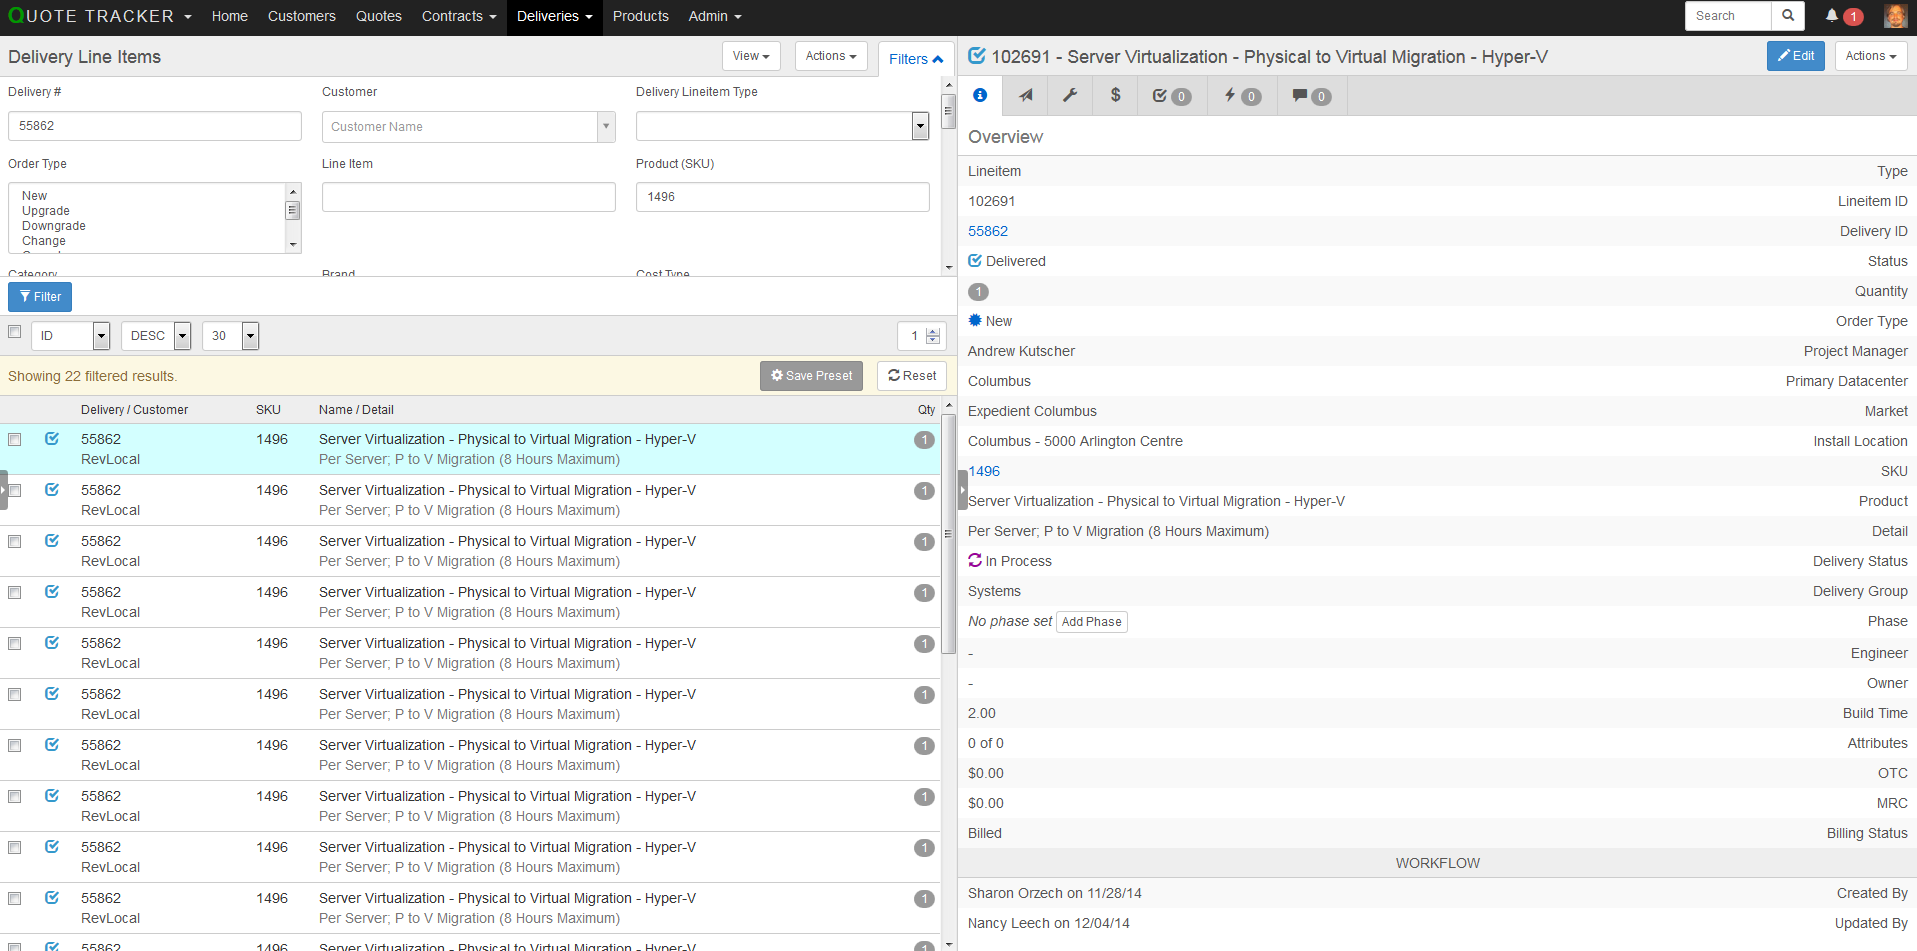 QUOTE TRACKER Home Customers Quotes Contracts Deliveries Products Admin Search 1
Delivery Line Items View Actions Filters
Delivery # Customer Delivery Lineitem Type
55862 Customer Name
Order Type Line Item Product (SKU)
New
Upgrade
Downgrade
Change
1496
Category Brand Cost Type
Filter
ID DESC 30 1
Showing 22 filtered results. Save Preset Reset
Delivery / Customer SKU Name / Detail Qty
55862 1496 Server Virtualization - Physical to Virtual Migration - Hyper-V 1
RevLocal Per Server; P to V Migration (8 Hours Maximum)
55862 1496 Server Virtualization - Physical to Virtual Migration - Hyper-V 1
RevLocal Per Server; P to V Migration (8 Hours Maximum)
55862 1496 Server Virtualization - Physical to Virtual Migration - Hyper-V 1
RevLocal Per Server; P to V Migration (8 Hours Maximum)
55862 1496 Server Virtualization - Physical to Virtual Migration - Hyper-V 1
RevLocal Per Server; P to V Migration (8 Hours Maximum)
55862 1496 Server Virtualization - Physical to Virtual Migration - Hyper-V 1
RevLocal Per Server; P to V Migration (8 Hours Maximum)
55862 1496 Server Virtualization - Physical to Virtual Migration - Hyper-V 1
RevLocal Per Server; P to V Migration (8 Hours Maximum)
55862 1496 Server Virtualization - Physical to Virtual Migration - Hyper-V 1
RevLocal Per Server; P to V Migration (8 Hours Maximum)
55862 1496 Server Virtualization - Physical to Virtual Migration - Hyper-V 1
RevLocal Per Server; P to V Migration (8 Hours Maximum)
55862 1496 Server Virtualization - Physical to Virtual Migration - Hyper-V 1
RevLocal Per Server; P to V Migration (8 Hours Maximum)
55862 1496 Server Virtualization - Physical to Virtual Migration - Hyper-V 1
RevLocal Per Server; P to V Migration (8 Hours Maximum)
55862 1496 Server Virtualization - Physical to Virtual Migration - Hyper-V 1
102691 - Server Virtualization - Physical to Virtual Migration - Hyper-V Edit Actions
$ 0 0 0
Overview
Lineitem Type
102691 Lineitem ID
55862 Delivery ID
Delivered Status
1 Quantity
New Order Type
Andrew Kutscher Project Manager
Columbus Primary Datacenter
Expedient Columbus Market
Columbus - 5000 Arlington Centre Install Location
1496 SKU
Server Virtualization - Physical to Virtual Migration - Hyper-V Product
Per Server; P to V Migration (8 Hours Maximum) Detail
In Process Delivery Status
Systems Delivery Group
No phase set Add Phase Phase
- Engineer
- Owner
2.00 Build Time
0 of 0 Attributes
$0.00 OTC
$0.00 MRC
Billed Billing Status
WORKFLOW
Sharon Orzech on 11/28/14 Created By
Nancy Leech on 12/04/14 Updated By